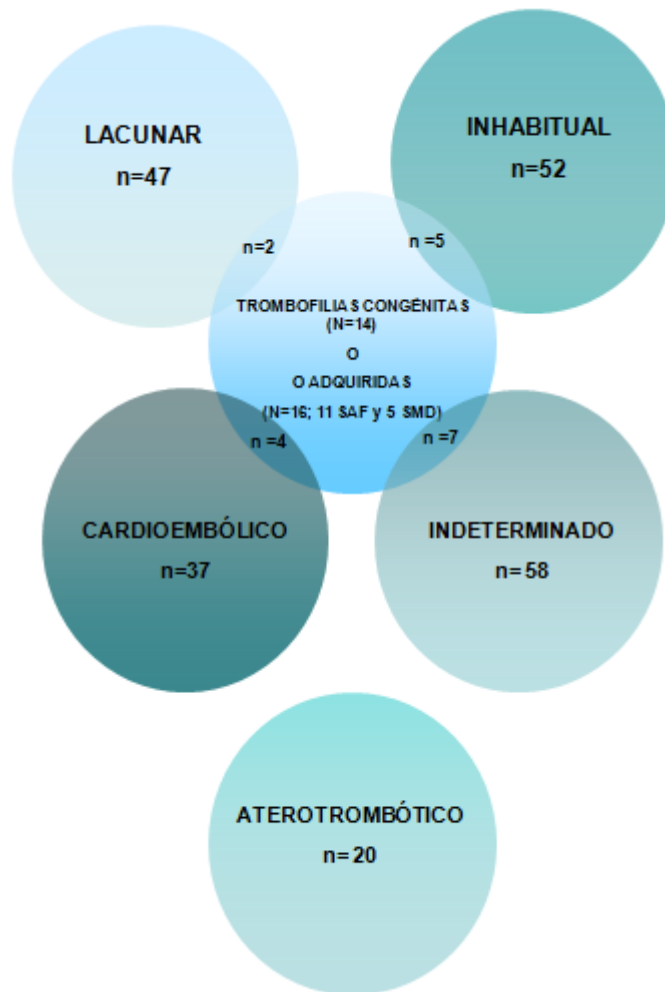 LACUNAR
n=47
INHABITUAL
n=52
n=2
n =5
TROMBOFILIAS CONGÉNITAS
(N=14)
O
O ADQUIRIDAS
(N=16; 11 SAF y 5 SMD)
n =4
n =7
CARDIOEMBÓLICO
n=37
INDETERMINADO
n= 58
ATEROTROMBÓTICO
n= 20